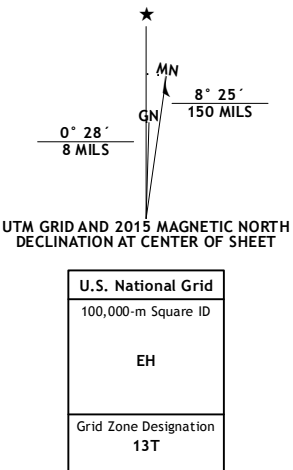 ★
MN
GN
8° 25´
150 MILS
0° 28´
8 MILS
UTM GRID AND 2015 MAGNETIC NORTH
DECLINATION AT CENTER OF SHEET
U.S. National Grid
100,000-m Square ID
EH
Grid Zone Designation
13T